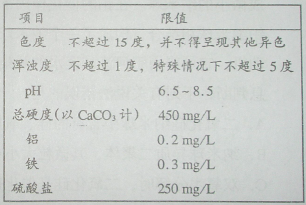 项目 限值
色度 不超过15度，并不得呈现其他异色
浑浊度 不超过1度，特殊情况下不超过5度
pH 6.5~8.5
总硬度(以CaCO₃计) 450 mg/L
铝 0.2 mg/L
铁 0.3 mg/L
硫酸盐 250 mg/L